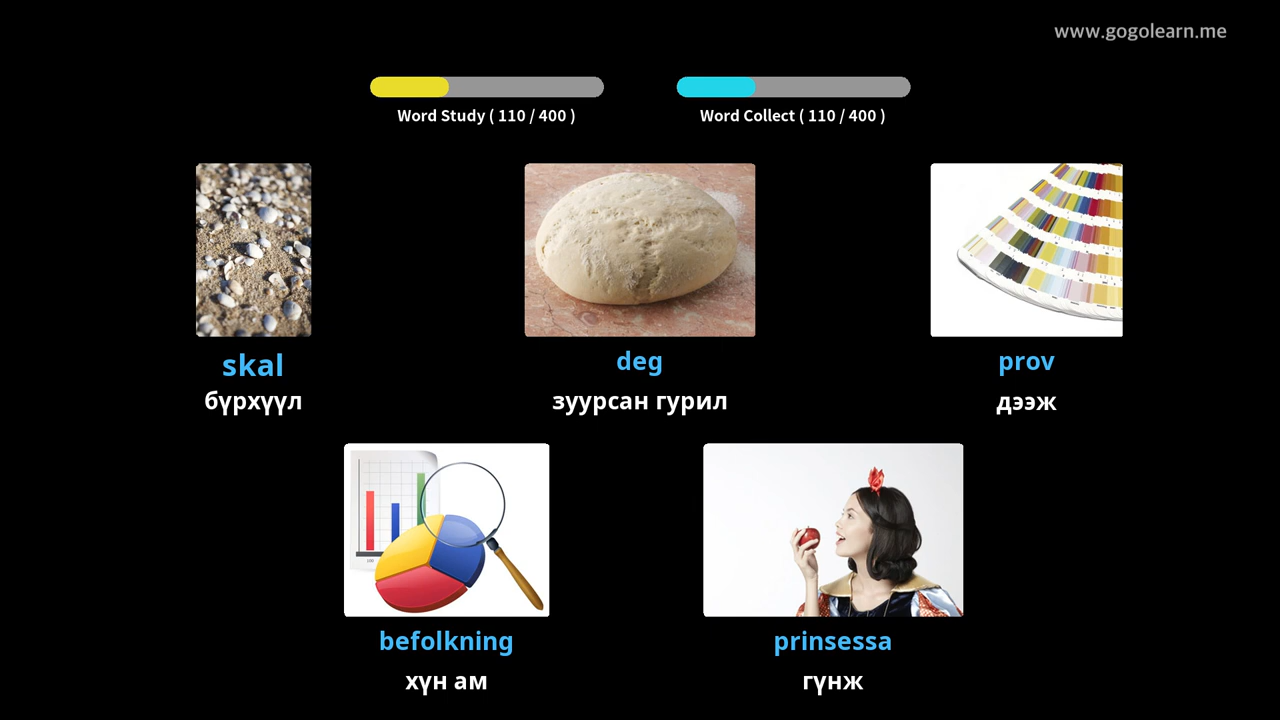 www.gogolearn.me
Word Study ( 110 / 400 )
Word Collect ( 110 / 400 )
skal
бүрхүүл
deg
зуурсан гурил
prov
дээж
100
befolkning
хүн ам
prinsessa
гүнж